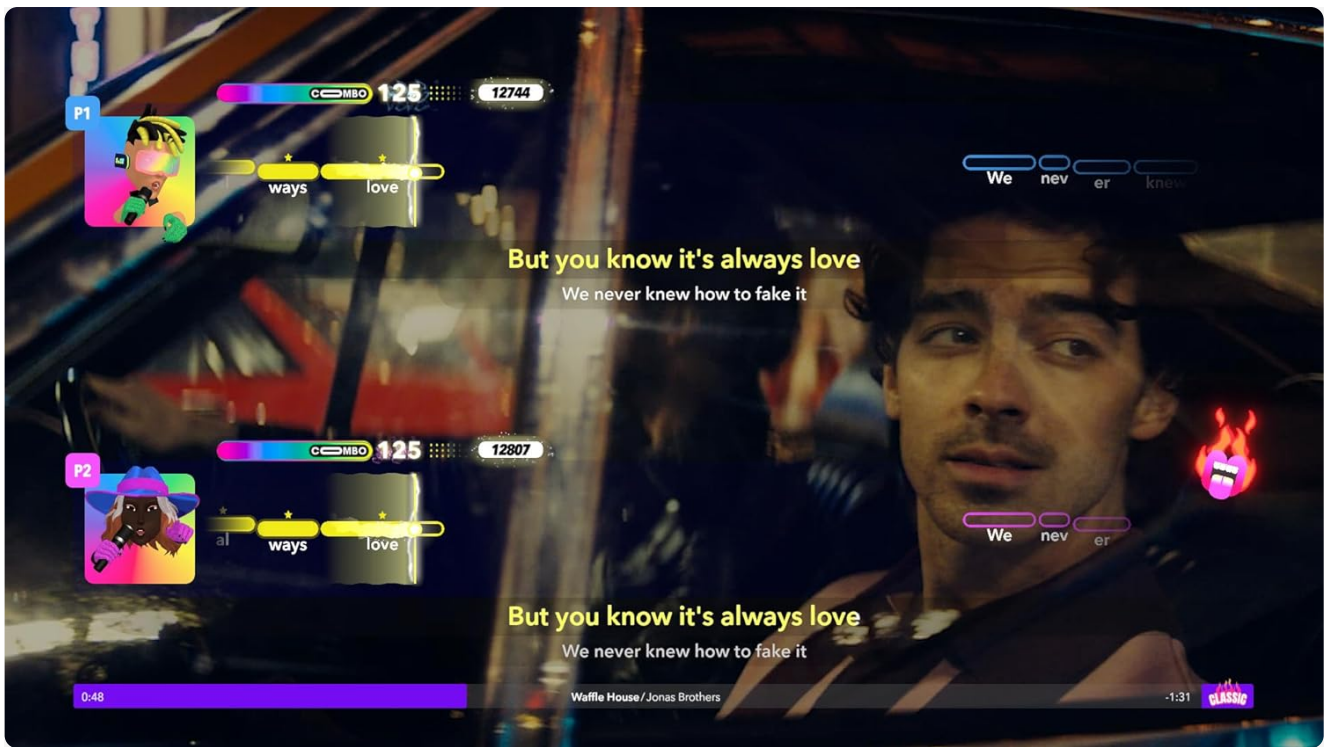 COMBO 125 12744
P1
ways love
We nev er knew
But you know it's always love
We never knew how to fake it
COMBO 125 12807
P2
al ways love
We nev er
But you know it's always love
We never knew how to fake it
0:48 Waffle House/Jonas Brothers -1:31 CLASSIC